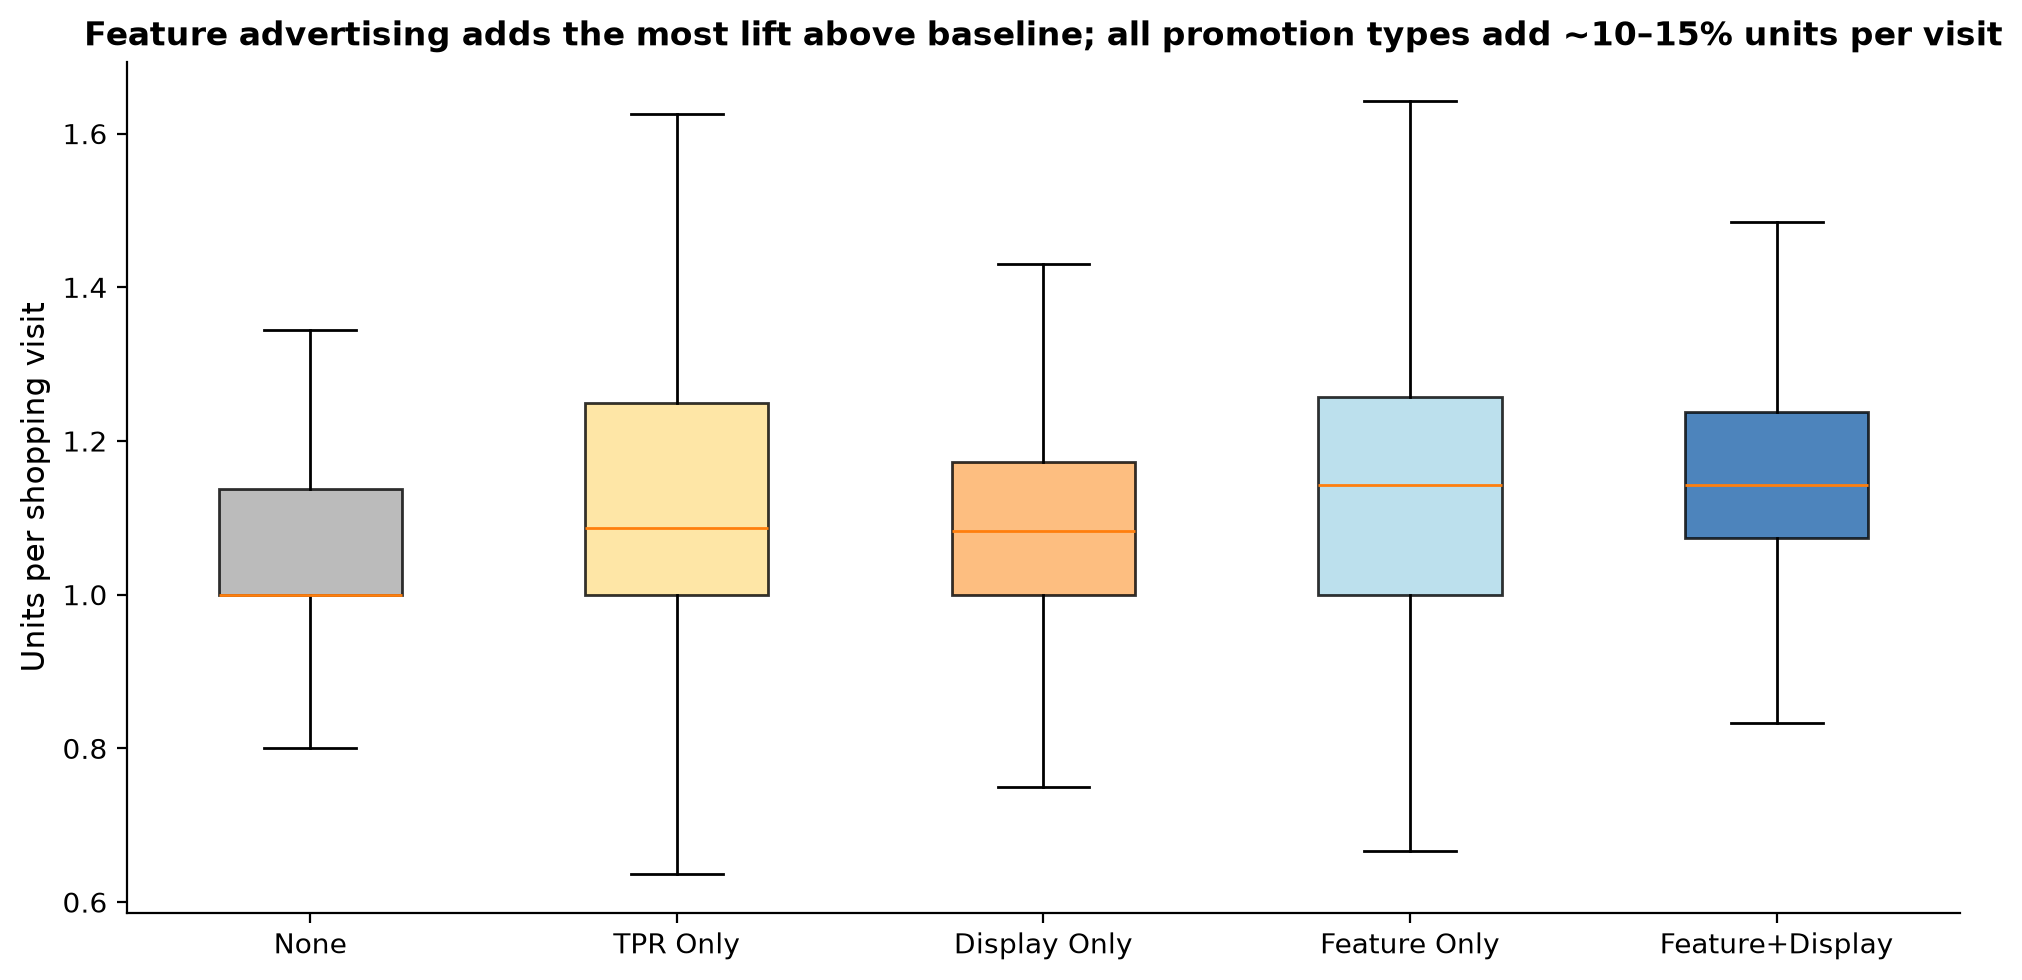 Feature advertising adds the most lift above baseline; all promotion types add ~10–15% units per visit
Units per shopping visit
1.6
1.4
1.2
1.0
0.8
0.6
None
TPR Only
Display Only
Feature Only
Feature+Display